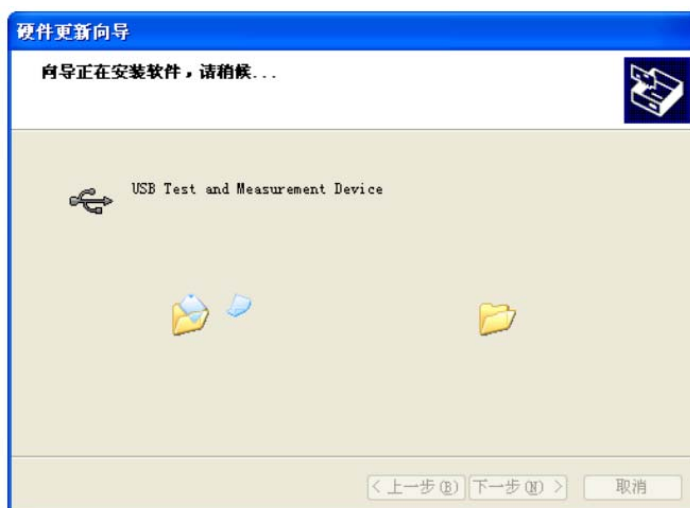 硬件更新向导
向导正在安装软件，请稍候...
USB Test and Measurement Device
< 上一步(B) 下一步(N) > 取消